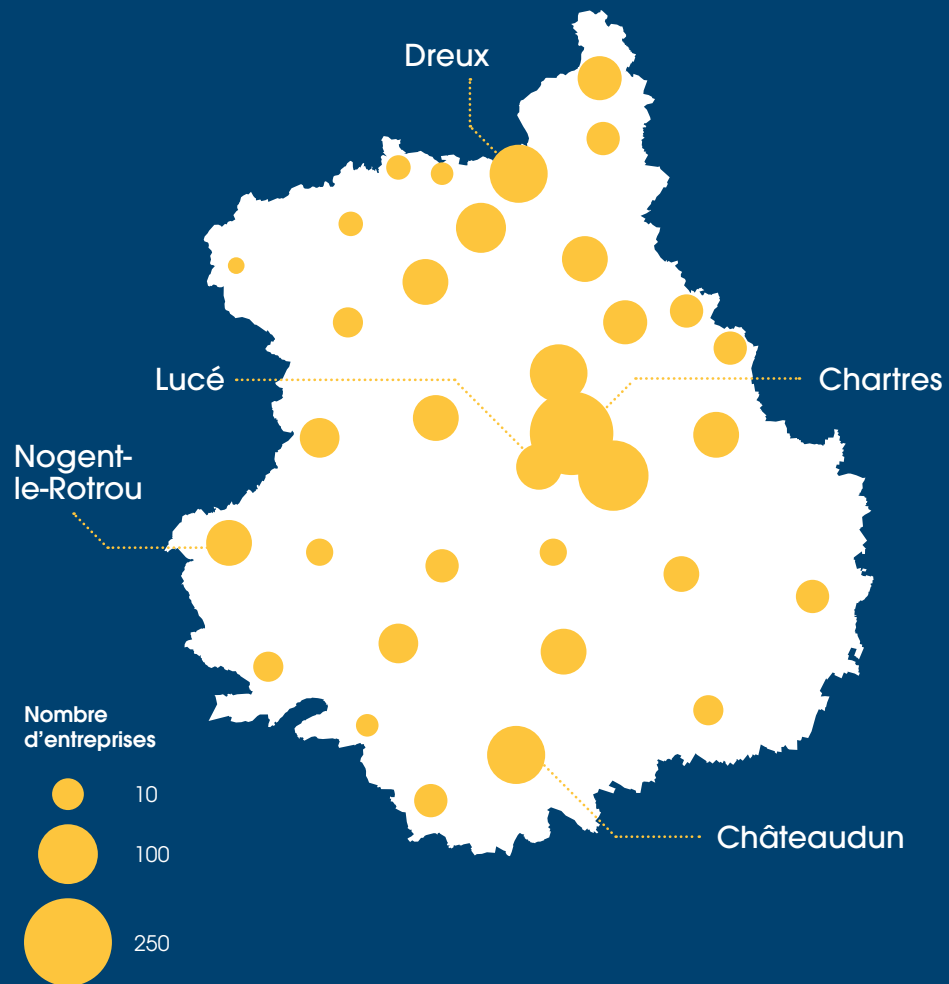 Dreux
Lucé
Chartres
Nogent-
le-Rotrou
Nombre
d'entreprises
10
100
250
Châteaudun